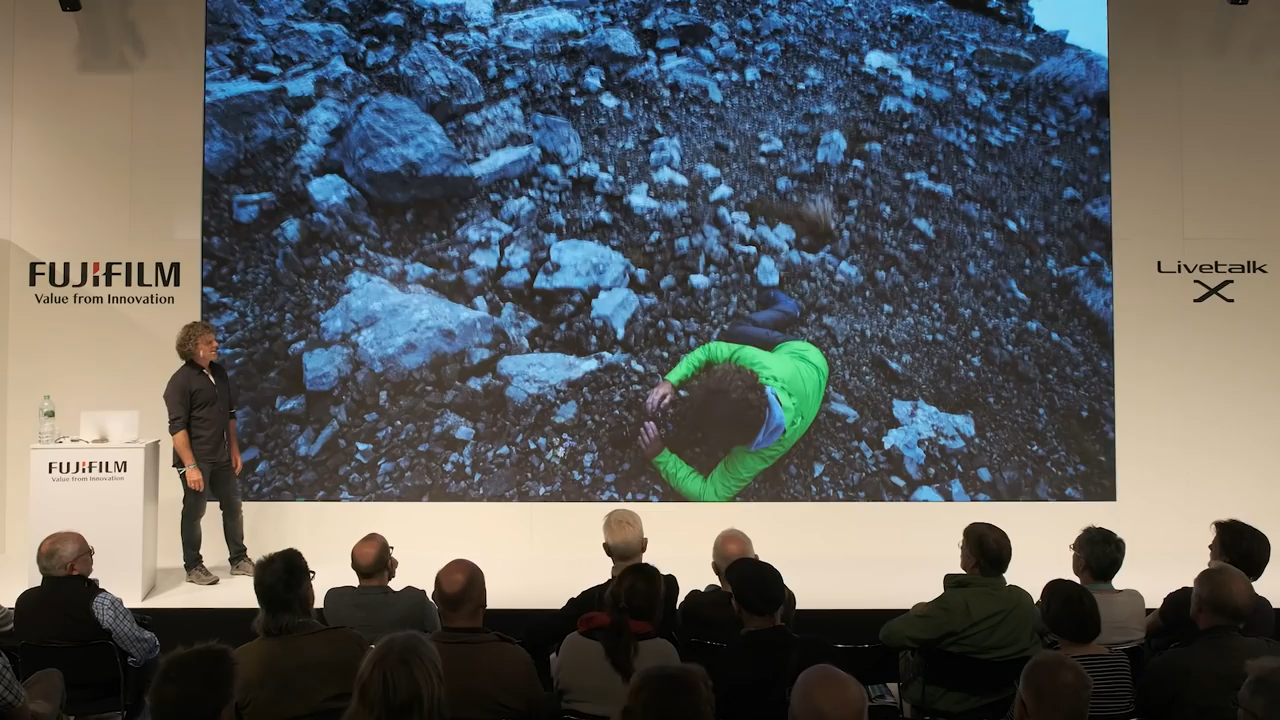 FUJIFILM
Value from Innovation
Livetalk
X
FUJIFILM
Value from Innovation